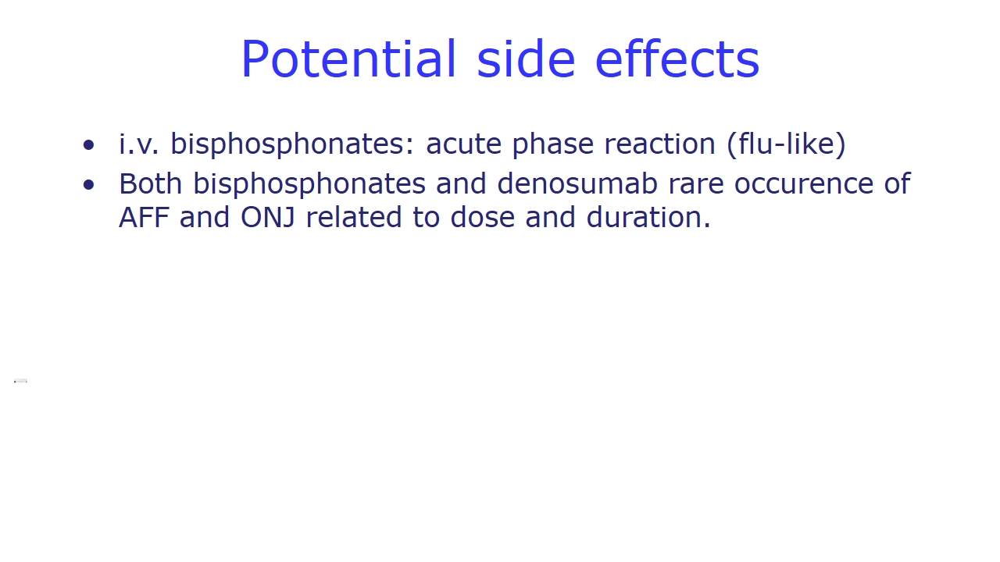 Potential side effects
• i.v. bisphosphonates: acute phase reaction (flu-like)
• Both bisphosphonates and denosumab rare occurence of
AFF and ONJ related to dose and duration.